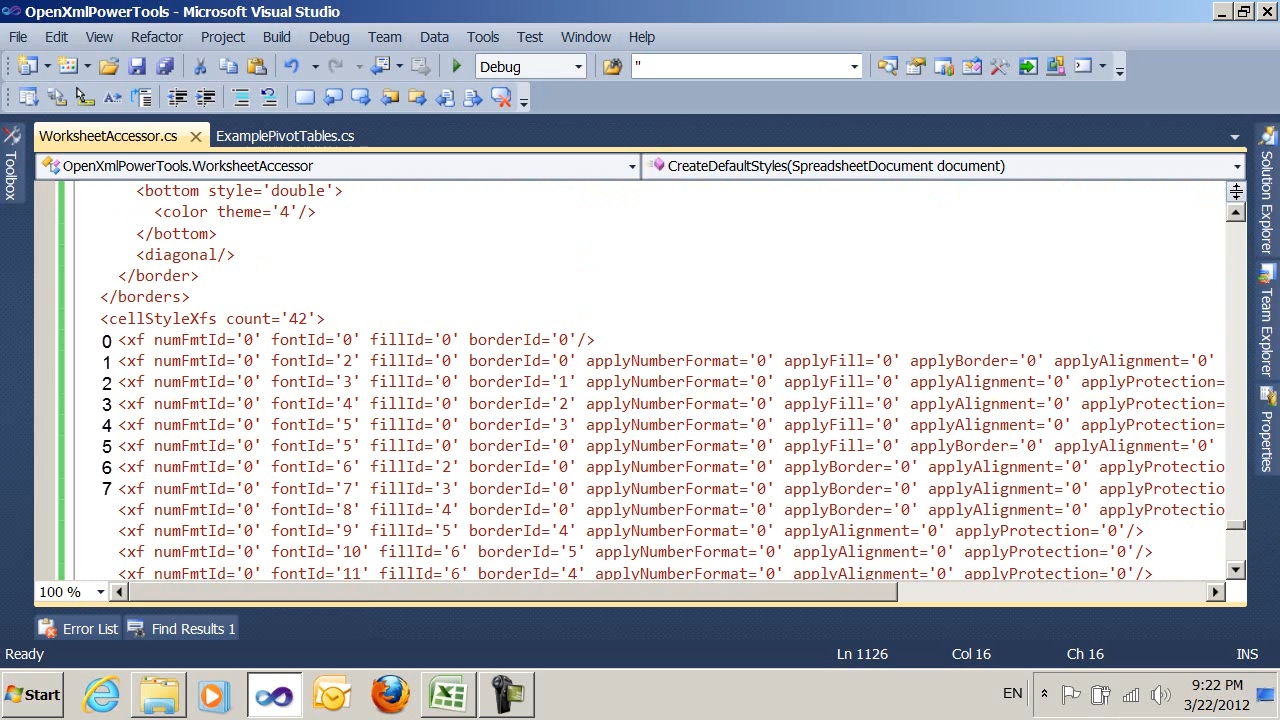 OpenXmlPowerTools - Microsoft Visual Studio
File Edit View Refactor Project Build Debug Team Data Tools Test Window Help
Debug "
WorksheetAccessor.cs ExamplePivotTables.cs
OpenXmlPowerTools.WorksheetAccessor CreateDefaultStyles(SpreadsheetDocument document)
Toolbox
Solution Explorer
Team Explorer
Properties
<bottom style='double'>
<color theme='4'/>
</bottom>
<diagonal/>
</border>
</borders>
<cellStyleXfs count='42'>
0 <xf numFmtId='0' fontId='0' fillId='0' borderId='0'/>
1 <xf numFmtId='0' fontId='2' fillId='0' borderId='0' applyNumberFormat='0' applyFill='0' applyBorder='0' applyAlignment='0'
2 <xf numFmtId='0' fontId='3' fillId='0' borderId='1' applyNumberFormat='0' applyFill='0' applyAlignment='0' applyProtection=
3 <xf numFmtId='0' fontId='4' fillId='0' borderId='2' applyNumberFormat='0' applyFill='0' applyAlignment='0' applyProtection=
4 <xf numFmtId='0' fontId='5' fillId='0' borderId='3' applyNumberFormat='0' applyFill='0' applyAlignment='0' applyProtection=
5 <xf numFmtId='0' fontId='5' fillId='0' borderId='0' applyNumberFormat='0' applyFill='0' applyBorder='0' applyAlignment='0'
6 <xf numFmtId='0' fontId='6' fillId='2' borderId='0' applyNumberFormat='0' applyBorder='0' applyAlignment='0' applyProtectio
7 <xf numFmtId='0' fontId='7' fillId='3' borderId='0' applyNumberFormat='0' applyBorder='0' applyAlignment='0' applyProtectio
<xf numFmtId='0' fontId='8' fillId='4' borderId='0' applyNumberFormat='0' applyBorder='0' applyAlignment='0' applyProtectio
<xf numFmtId='0' fontId='9' fillId='5' borderId='4' applyNumberFormat='0' applyAlignment='0' applyProtection='0'/>
<xf numFmtId='0' fontId='10' fillId='6' borderId='5' applyNumberFormat='0' applyAlignment='0' applyProtection='0'/>
<xf numFmtId='0' fontId='11' fillId='6' borderId='4' applyNumberFormat='0' applyAlignment='0' applyProtection='0'/>
100 %
Error List Find Results 1
Ready Ln 1126 Col 16 Ch 16 INS
Start EN 9:22 PM
3/22/2012